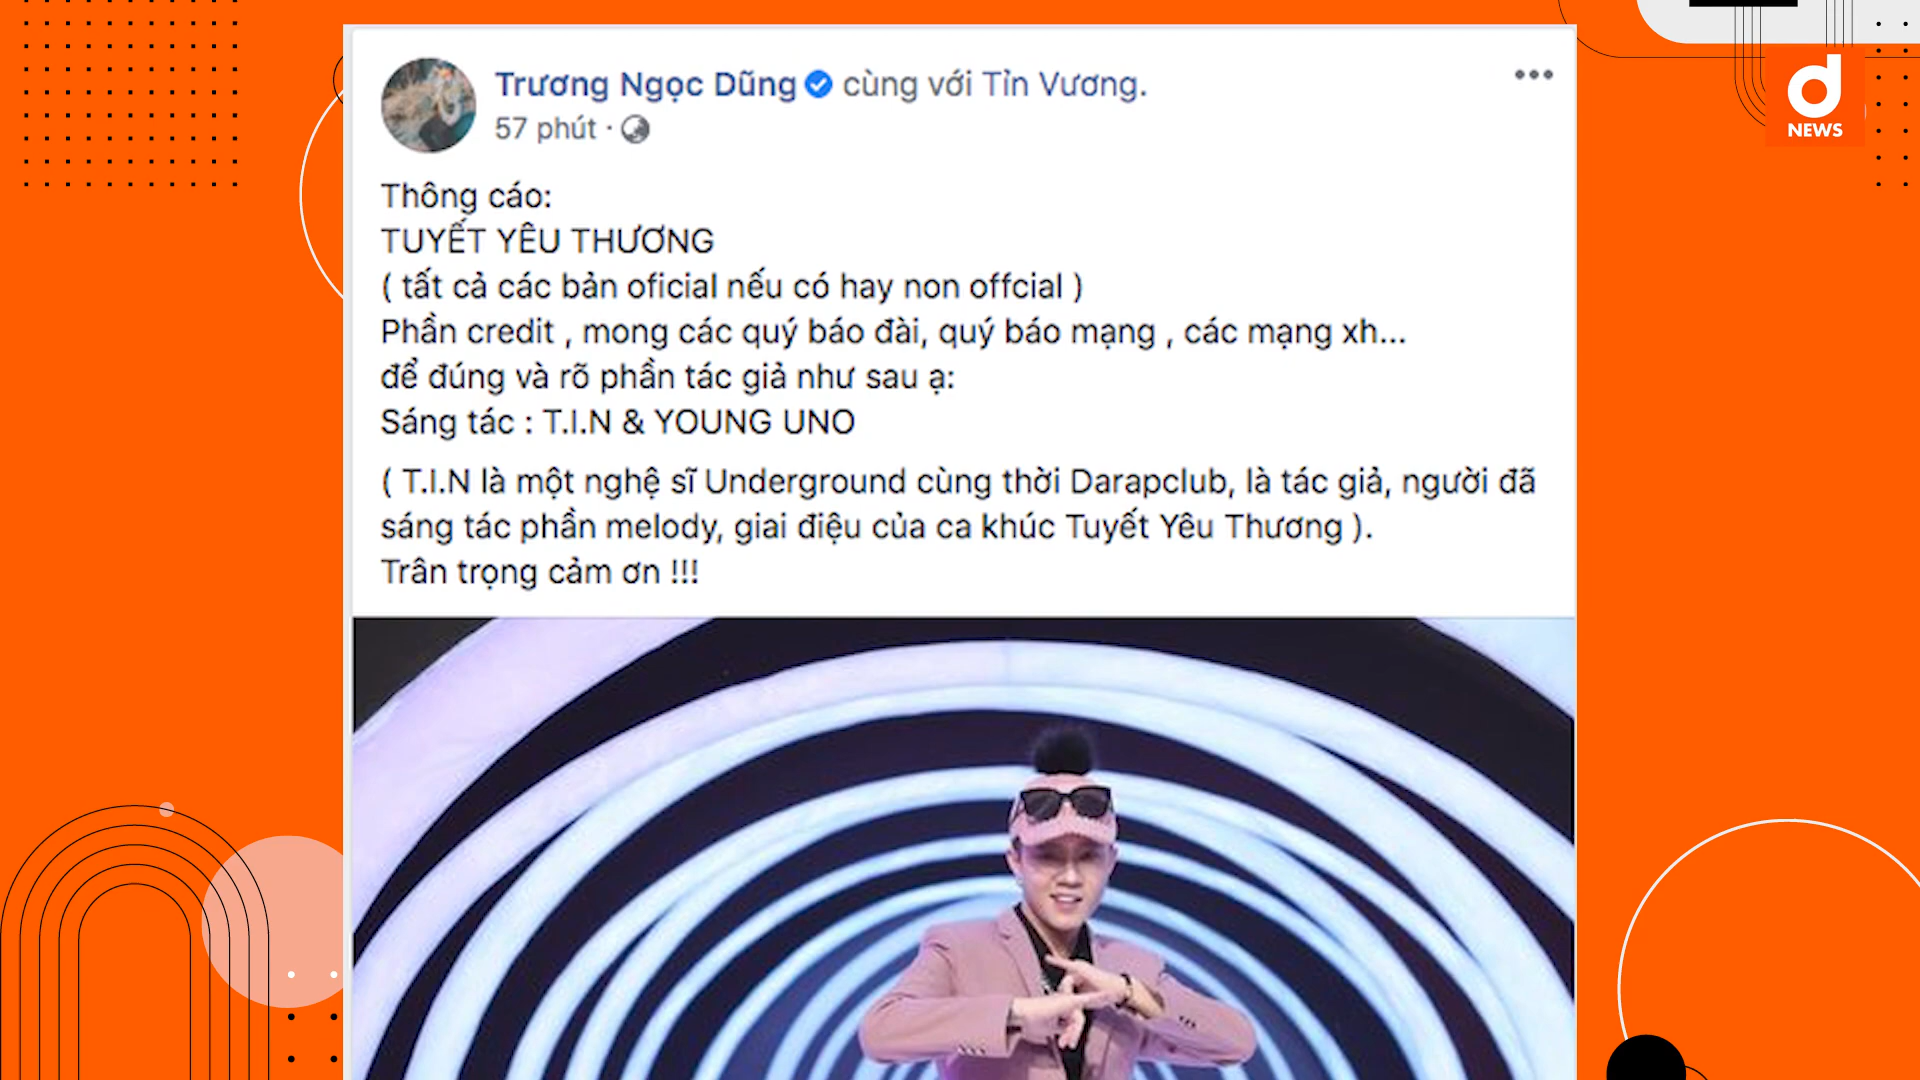 Trương Ngọc Dũng cùng với Tỉn Vương.
57 phút ·
Thông cáo:
TUYẾT YÊU THƯƠNG
( tất cả các bản oficial nếu có hay non offcial )
Phần credit , mong các quý báo đài, quý báo mạng , các mạng xh...
để đúng và rõ phần tác giả như sau ạ:
Sáng tác : T.I.N & YOUNG UNO
( T.I.N là một nghệ sĩ Underground cùng thời Darapclub, là tác giả, người đã
sáng tác phần melody, giai điệu của ca khúc Tuyết Yêu Thương ).
Trân trọng cảm ơn !!!
d
NEWS